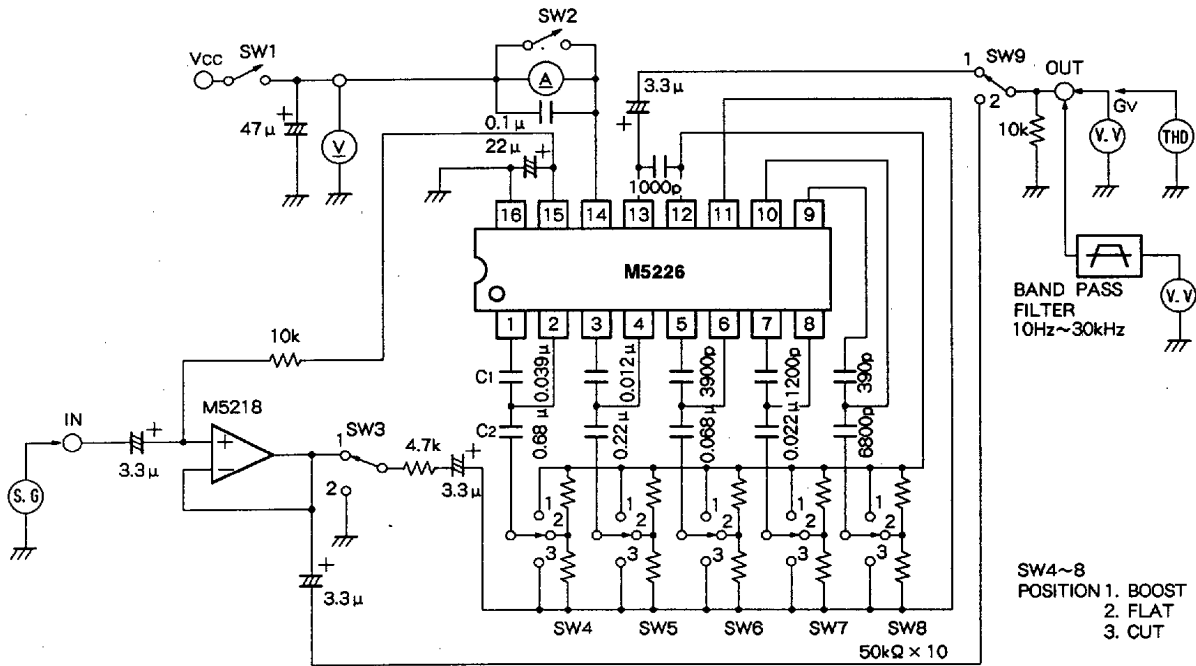 SW2
Vcc
SW1
A
0.1μ
+
47μ
V
22μ
+
3.3μ
+
1000p
1
SW9
2
OUT
10k
GV
V.V
THD
16
15
14
13
12
11
10
9
M5226
1
2
3
4
5
6
7
8
BAND PASS
FILTER
10Hz~30kHz
V.V
10k
C1
0.039μ
0.012μ
3900p
1200p
390p
C2
0.68μ
0.22μ
0.068μ
0.022μ
6800p
M5218
IN
+
3.3μ
+
−
S.G
1
SW3
2
4.7k
+
3.3μ
+
3.3μ
1
2
3
1
2
3
1
2
3
1
2
3
1
2
3
SW4
SW5
SW6
SW7
SW8
50kΩ×10
SW4~8
POSITION 1. BOOST
2. FLAT
3. CUT